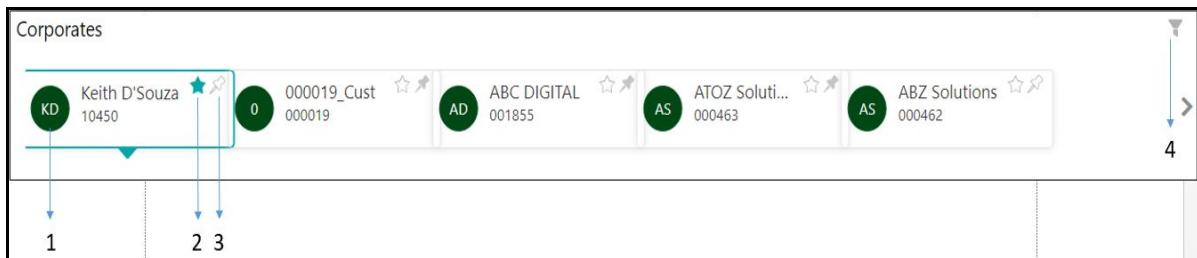 Corporates
KD Keith D'Souza
10450
0 000019_Cust
000019
AD ABC DIGITAL
001855
AS ATOZ Soluti...
000463
AS ABZ Solutions
000462
1 2 3 4